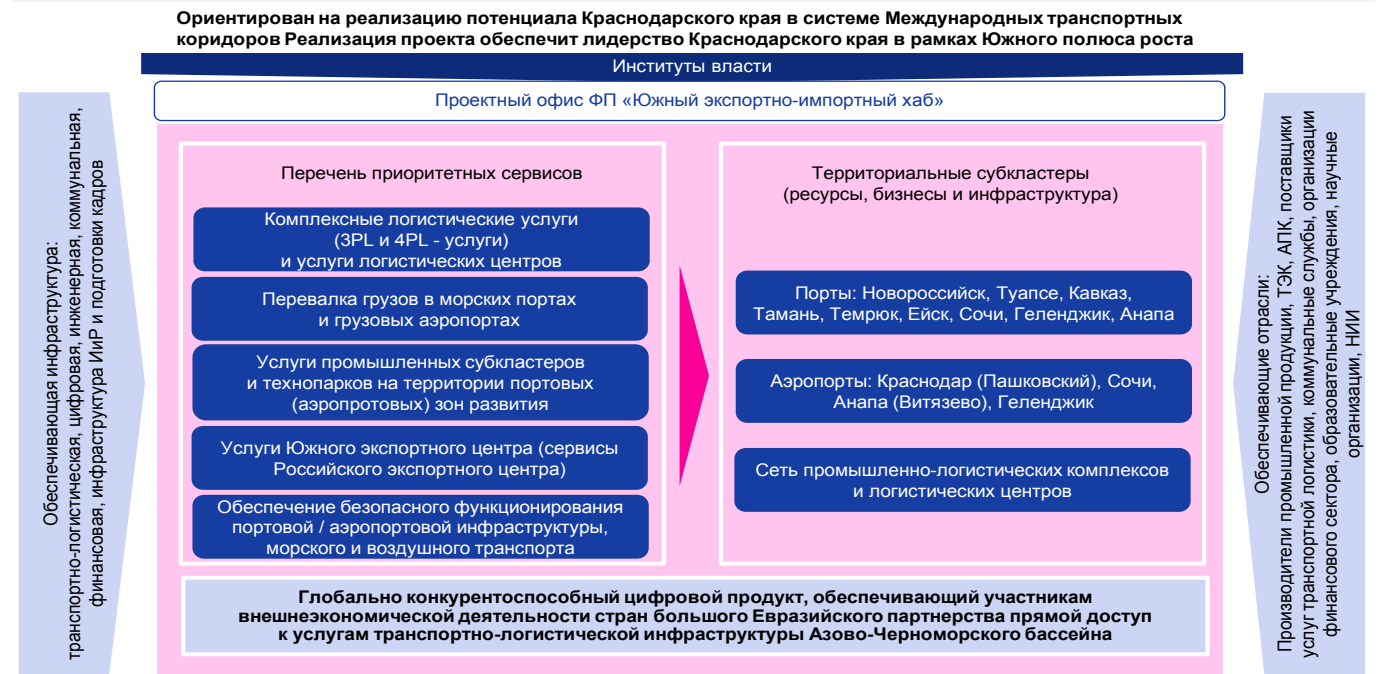 Ориентирован на реализацию потенциала Краснодарского края в системе Международных транспортных
коридоров Реализация проекта обеспечит лидерство Краснодарского края в рамках Южного полюса роста
Институты власти
Проектный офис ФП «Южный экспортно-импортный хаб»
Обеспечивающая инфраструктура:
транспортно-логистическая, цифровая, инженерная, коммунальная,
финансовая, инфраструктура ИиР и подготовки кадров
Перечень приоритетных сервисов
Комплексные логистические услуги
(3PL и 4PL - услуги)
и услуги логистических центров
Перевалка грузов в морских портах
и грузовых аэропортах
Услуги промышленных субкластеров
и технопарков на территории портовых
(аэропротовых) зон развития
Услуги Южного экспортного центра (сервисы
Российского экспортного центра)
Обеспечение безопасного функционирования
портовой / аэропортовой инфраструктуры,
морского и воздушного транспорта
Территориальные субкластеры
(ресурсы, бизнесы и инфраструктура)
Порты: Новороссийск, Туапсе, Кавказ,
Тамань, Темрюк, Ейск, Сочи, Геленджик, Анапа
Аэропорты: Краснодар (Пашковский), Сочи,
Анапа (Витязево), Геленджик
Сеть промышленно-логистических комплексов
и логистических центров
Глобально конкурентоспособный цифровой продукт, обеспечивающий участникам
внешнеэкономической деятельности стран большого Евразийского партнерства прямой доступ
к услугам транспортно-логистической инфраструктуры Азово-Черноморского бассейна
Обеспечивающие отрасли:
Производители промышленной продукции, ТЭК, АПК, поставщики
услуг транспортной логистики, коммунальные службы, организации
финансового сектора, образовательные учреждения, научные
организации, НИИ